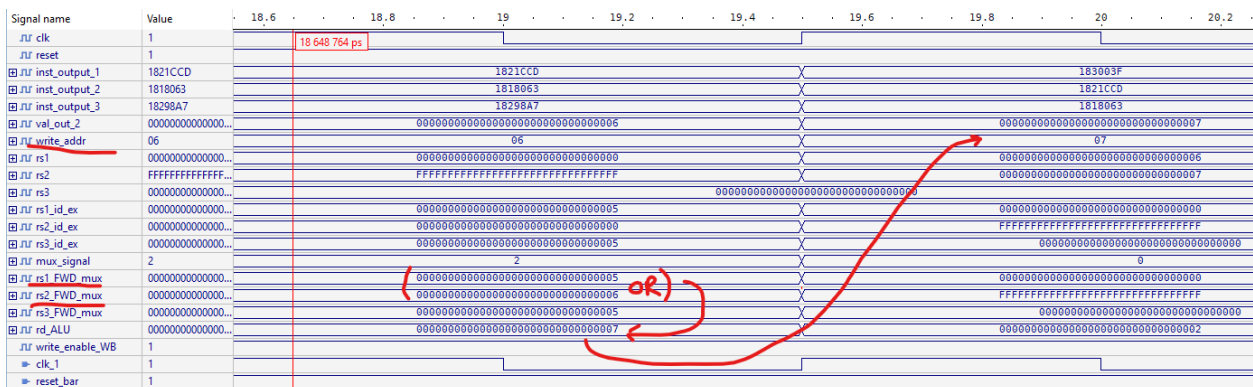 Signal name Value 18.6 18.8 19 19.2 19.4 19.6 19.8 20 20.2
clk 1 18 648 764 ps
reset 1
inst_output_1 1821CCD 1821CCD 183003F
inst_output_2 1818063 1818063 1821CCD
inst_output_3 18298A7 18298A7 1818063
val_out_2 00000000000000... 00000000000000000000000000000006 00000000000000000000000000000007
write_addr 06 06 07
rs1 00000000000000... 00000000000000000000000000000000 00000000000000000000000000000006
rs2 FFFFFFFFFFFFFF... FFFFFFFFFFFFFFFFFFFFFFFFFFFFFFFF 00000000000000000000000000000007
rs3 00000000000000... 00000000000000000000000000000000
rs1_id_ex 00000000000000... 00000000000000000000000000000005 00000000000000000000000000000000
rs2_id_ex 00000000000000... 00000000000000000000000000000000 FFFFFFFFFFFFFFFFFFFFFFFFFFFFFFFF
rs3_id_ex 00000000000000... 00000000000000000000000000000005 00000000000000000000000000000000
mux_signal 2 2 0
rs1_FWD_mux 00000000000000... ( 00000000000000000000000000000005 ) 00000000000000000000000000000000
rs2_FWD_mux 00000000000000... 00000000000000000000000000000006 OR FFFFFFFFFFFFFFFFFFFFFFFFFFFFFFFF
rs3_FWD_mux 00000000000000... 00000000000000000000000000000005 00000000000000000000000000000000
rd_ALU 00000000000000... 00000000000000000000000000000007 00000000000000000000000000000002
write_enable_WB 1
clk_1 1
reset_bar 1